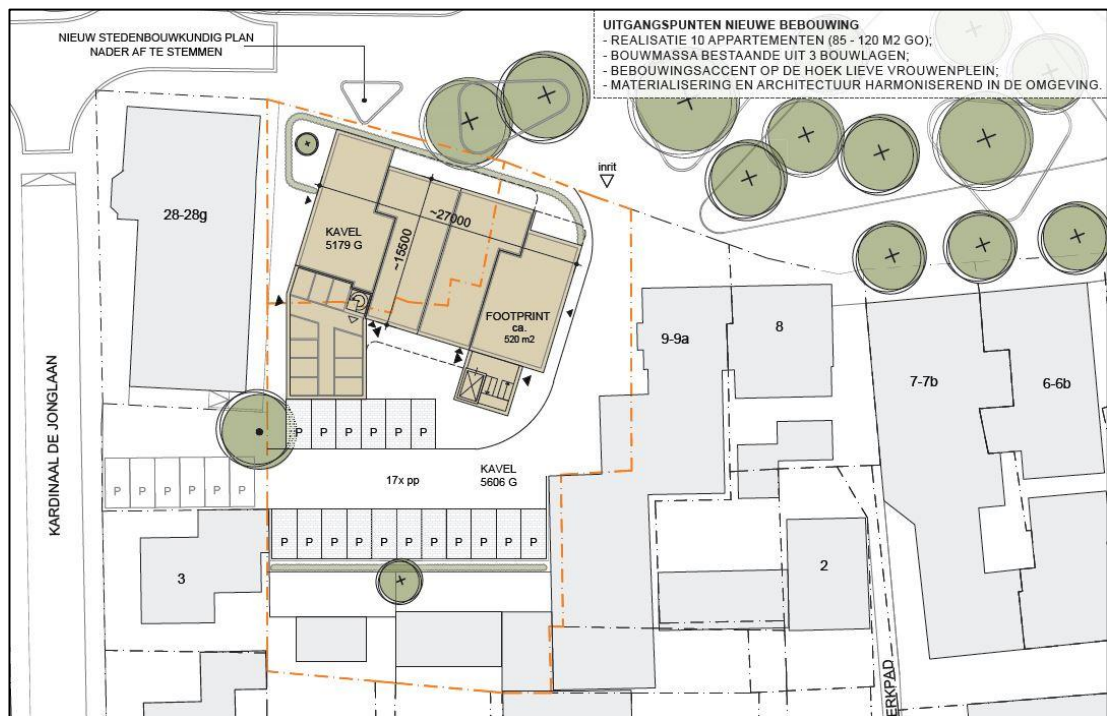 UITGANGSPUNTEN NIEUWE BEBOUWING
- REALISATIE 10 APPARTEMENTEN (85 - 120 M2 GO);
- BOUWMASSA BESTAANDE UIT 3 BOUWLAGEN;
- BEBOUWINGSACCENT OP DE HOEK LIEVE VROUWENPLEIN;
- MATERIALISERING EN ARCHITECTUUR HARMONISEREND IN DE OMGEVING.
NIEUW STEDENBOUWKUNDIG PLAN
NADER AF TE STEMMEN
inrit
28-28g
KAVEL
5179 G
~27000
~15500
FOOTPRINT
ca.
520 m2
9-9a
8
7-7b
6-6b
KARDINAAL DE JONGLAAN
P P P P P P
P P P P P P
17x pp
KAVEL
5606 G
P P P P P P P P P P P
3
2
ERKPAD